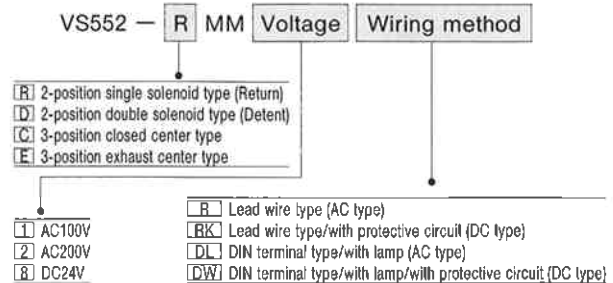 VS552 – R MM Voltage Wiring method
R 2-position single solenoid type (Return)
D 2-position double solenoid type (Detent)
C 3-position closed center type
E 3-position exhaust center type
1 AC100V
2 AC200V
8 DC24V
R Lead wire type (AC type)
RK Lead wire type/with protective circuit (DC type)
DL DIN terminal type/with lamp (AC type)
DW DIN terminal type/with lamp/with protective circuit (DC type)